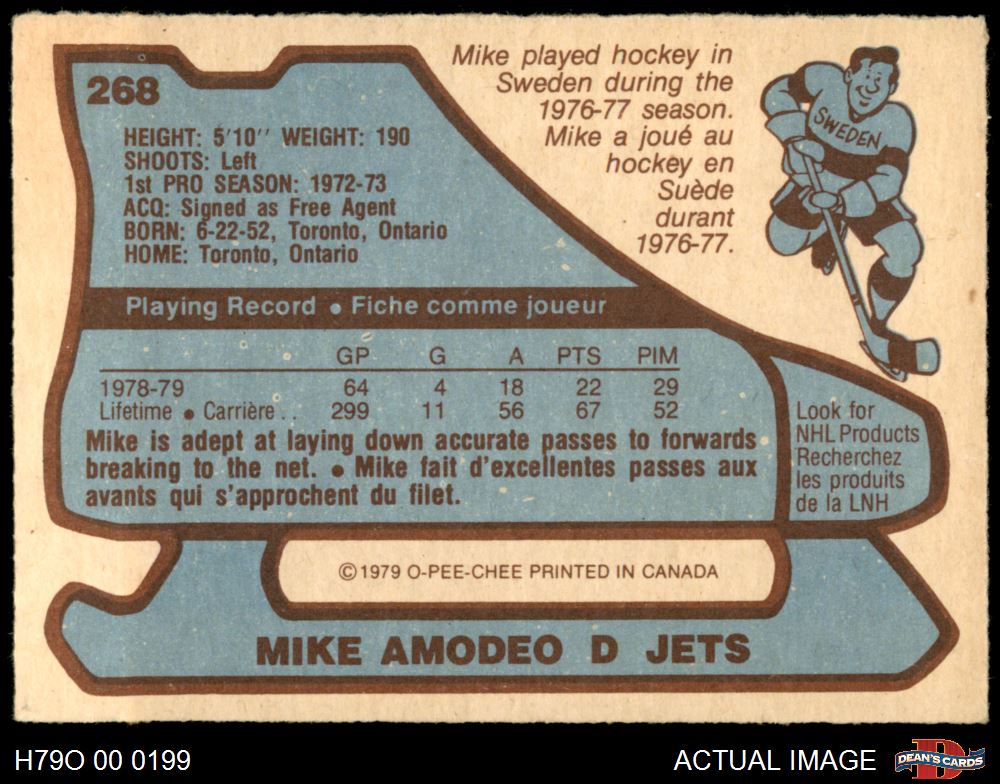 268
HEIGHT: 5'10'' WEIGHT: 190
SHOOTS: Left
1st PRO SEASON: 1972-73
ACQ: Signed as Free Agent
BORN: 6-22-52, Toronto, Ontario
HOME: Toronto, Ontario
Mike played hockey in
Sweden during the
1976-77 season.
Mike a joué au
hockey en
Suède
durant
1976-77.
SWEDEN
Playing Record • Fiche comme joueur
GP G A PTS PIM
1978-79 64 4 18 22 29
Lifetime • Carrière . . 299 11 56 67 52
Mike is adept at laying down accurate passes to forwards
breaking to the net. • Mike fait d'excellentes passes aux
avants qui s'approchent du filet.
Look for
NHL Products
Recherchez
les produits
de la LNH
© 1979 O-PEE-CHEE PRINTED IN CANADA
MIKE AMODEO D JETS
H79O 00 0199
ACTUAL IMAGE
D
DEAN'S CARDS